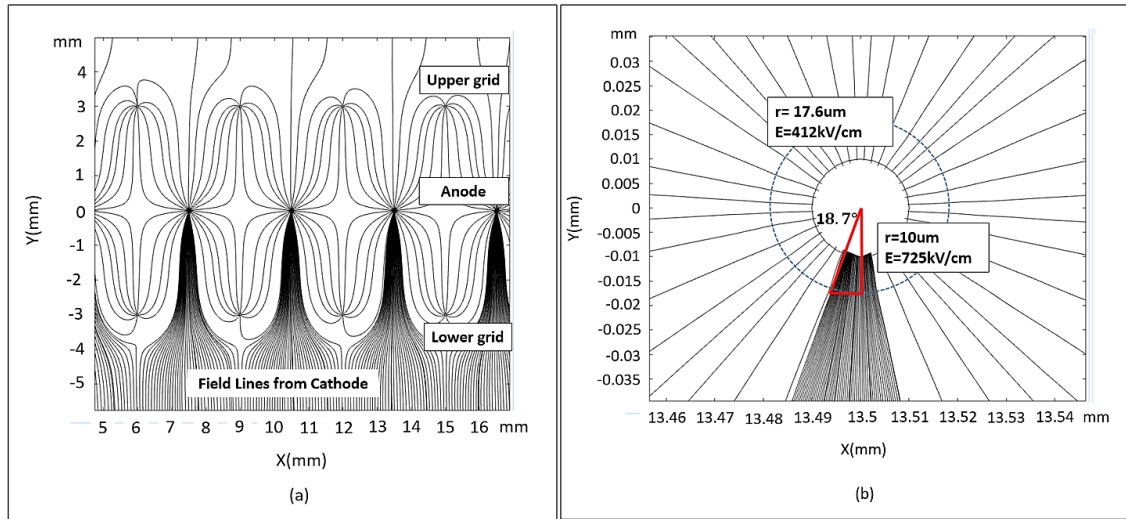 mm
4
3
2
1
0
-1
-2
-3
-4
-5
Y(mm)
Upper grid
Anode
Lower grid
Field Lines from Cathode
5 6 7 8 9 10 11 12 13 14 15 16 mm
X(mm)
(a)
mm
0.03
0.025
0.02
0.015
0.01
0.005
0
-0.005
-0.01
-0.015
-0.02
-0.025
-0.03
-0.035
Y(mm)
r= 17.6um
E=412kV/cm
18.7°
r=10um
E=725kV/cm
13.46 13.47 13.48 13.49 13.5 13.51 13.52 13.53 13.54 mm
X(mm)
(b)